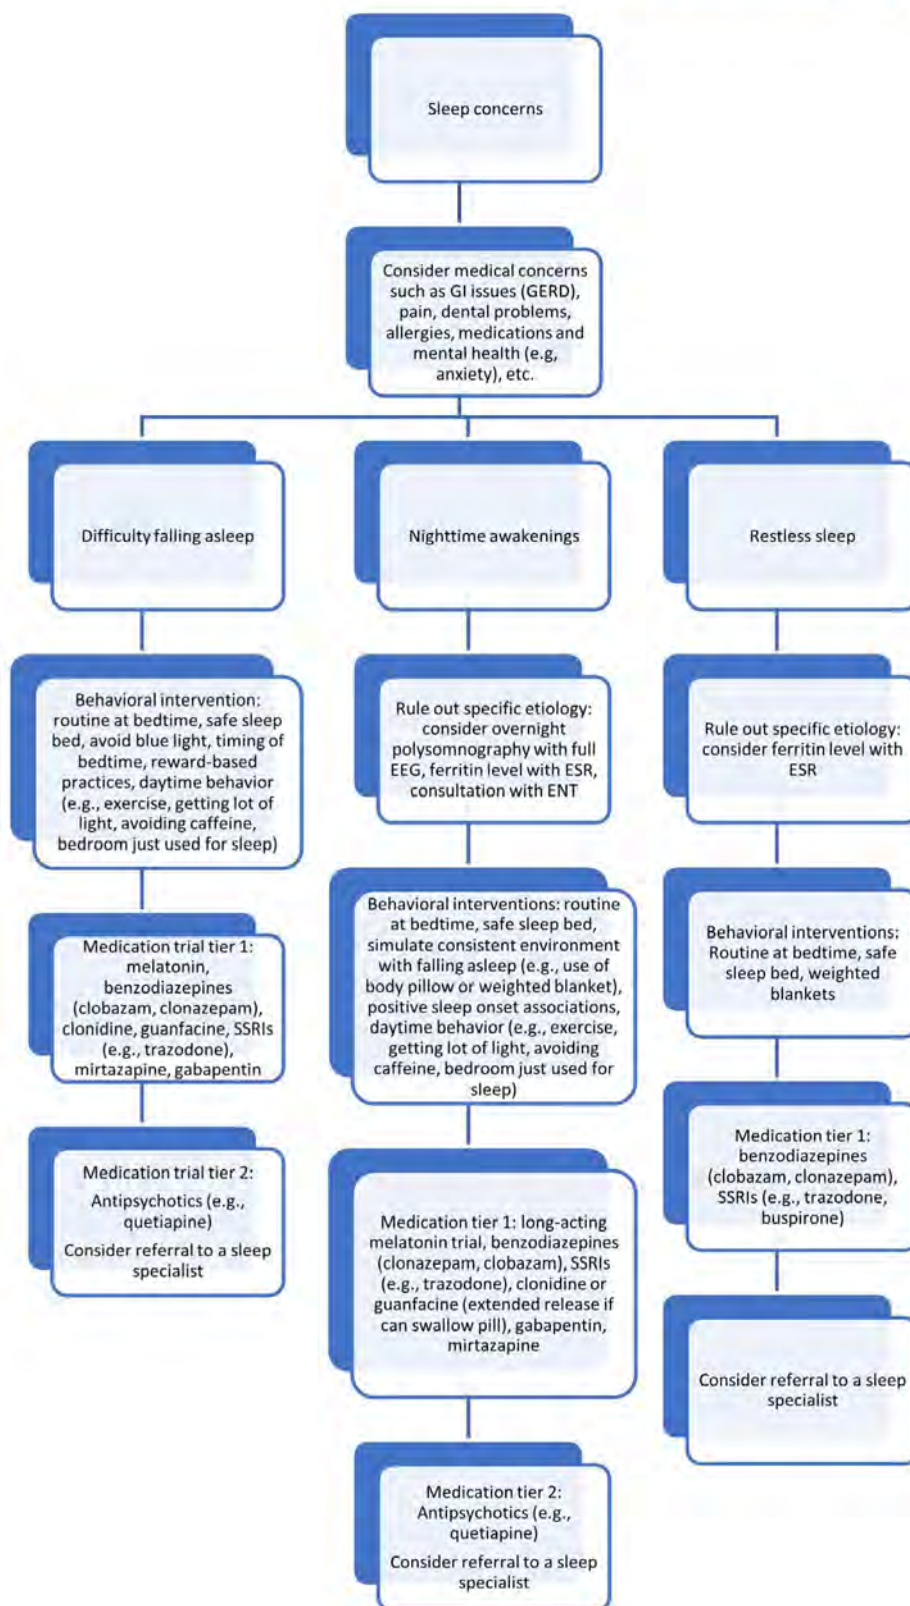 Sleep concerns
Consider medical concerns
such as GI issues (GERD),
pain, dental problems,
allergies, medications and
mental health (e.g,
anxiety), etc.
Difficulty falling asleep
Nighttime awakenings
Restless sleep
Behavioral intervention:
routine at bedtime, safe sleep
bed, avoid blue light, timing of
bedtime, reward-based
practices, daytime behavior
(e.g., exercise, getting lot of
light, avoiding caffeine,
bedroom just used for sleep)
Rule out specific etiology:
consider overnight
polysomnography with full
EEG, ferritin level with ESR,
consultation with ENT
Rule out specific etiology:
consider ferritin level with
ESR
Medication trial tier 1:
melatonin,
benzodiazepines
(clobazam, clonazepam),
clonidine, guanfacine, SSRIs
(e.g., trazodone),
mirtazapine, gabapentin
Behavioral interventions: routine
at bedtime, safe sleep bed,
simulate consistent environment
with falling asleep (e.g., use of
body pillow or weighted blanket),
positive sleep onset associations,
daytime behavior (e.g., exercise,
getting lot of light, avoiding
caffeine, bedroom just used for
sleep)
Behavioral interventions:
Routine at bedtime, safe
sleep bed, weighted
blankets
Medication trial tier 2:
Antipsychotics (e.g.,
quetiapine)
Consider referral to a sleep
specialist
Medication tier 1: long-acting
melatonin trial, benzodiazepines
(clonazepam, clobazam), SSRIs
(e.g., trazodone), clonidine or
guanfacine (extended release if
can swallow pill), gabapentin,
mirtazapine
Medication tier 1:
benzodiazepines
(clobazam, clonazepam),
SSRIs (e.g., trazodone,
buspirone)
Medication tier 2:
Antipsychotics (e.g.,
quetiapine)
Consider referral to a sleep
specialist
Consider referral to a sleep
specialist